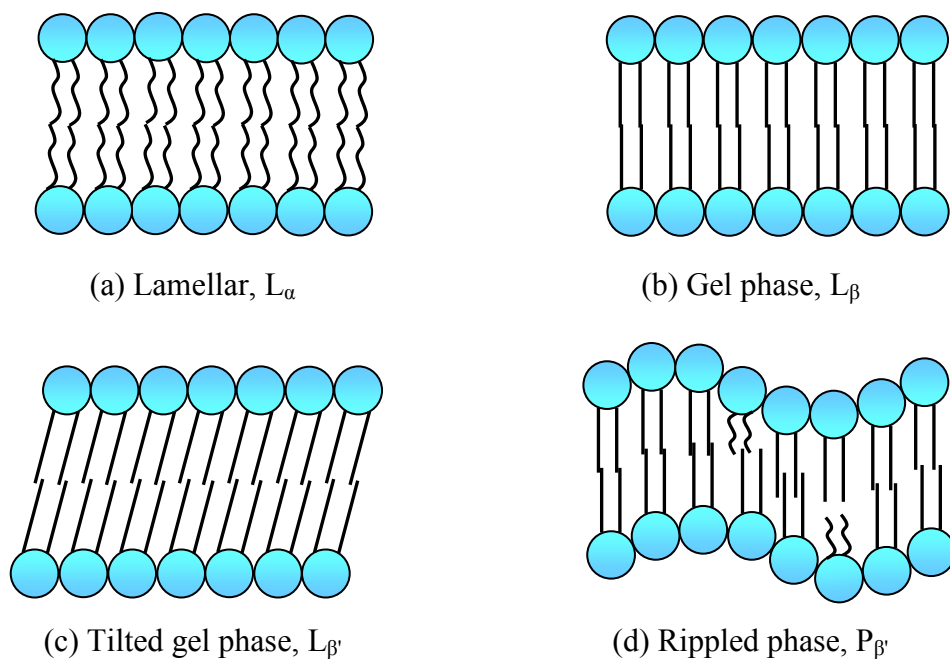 (a) Lamellar, Lα
(b) Gel phase, Lβ
(c) Tilted gel phase, Lβ'
(d) Rippled phase, Pβ'